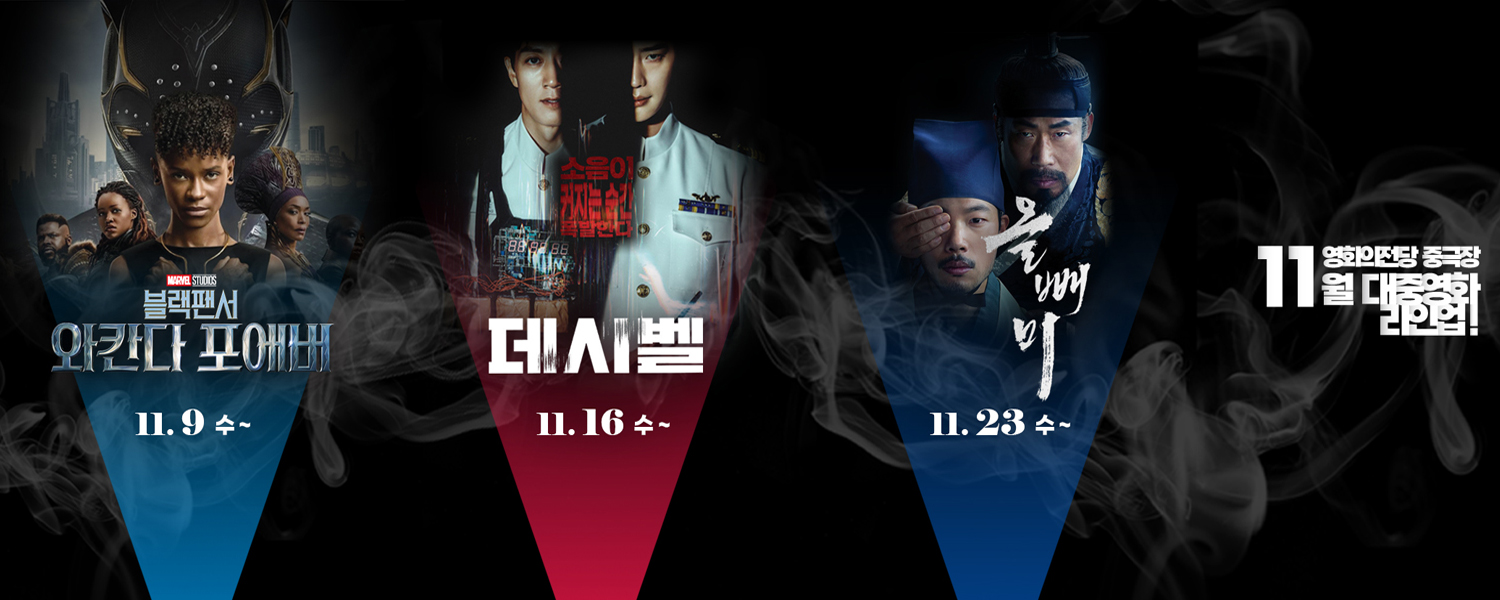 MARVEL STUDIOS
블랙팬서
와칸다 포에버
11. 9 수~
소음이
커지는 순간
폭발한다
데시벨
11. 16 수~
올빼미
11. 23 수~
11월
영화의전당 중극장
대중영화
라인업!